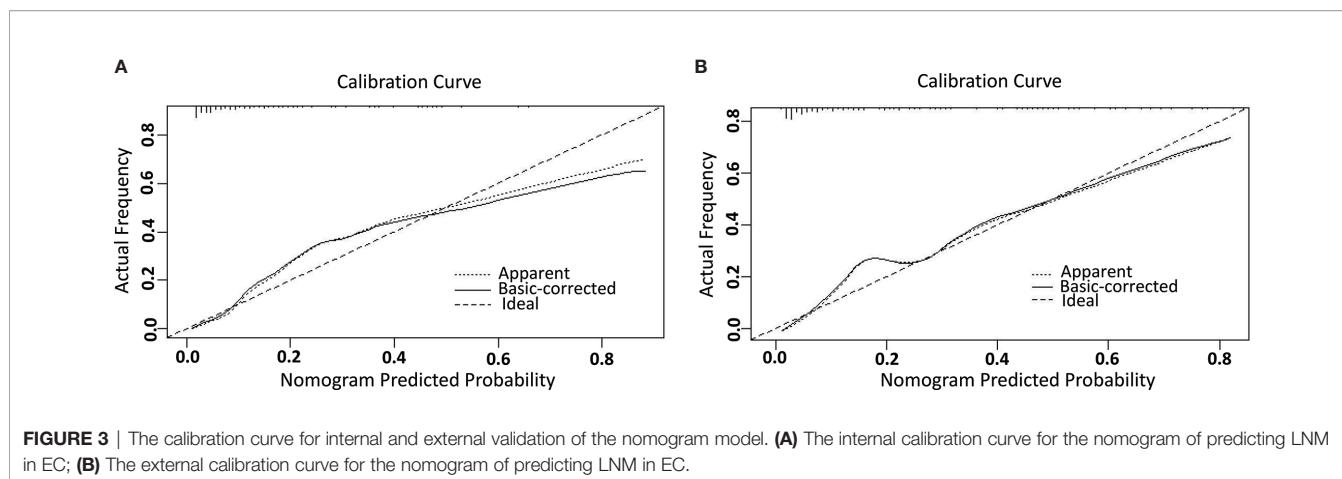 A
Calibration Curve
Actual Frequency
0.0 0.2 0.4 0.6 0.8
Apparent
Basic-corrected
Ideal
0.0 0.2 0.4 0.6 0.8
Nomogram Predicted Probability
B
Calibration Curve
Actual Frequency
0.0 0.2 0.4 0.6 0.8
Apparent
Basic-corrected
Ideal
0.0 0.2 0.4 0.6 0.8
Nomogram Predicted Probability
FIGURE 3 | The calibration curve for internal and external validation of the nomogram model. (A) The internal calibration curve for the nomogram of predicting LNM
in EC; (B) The external calibration curve for the nomogram of predicting LNM in EC.